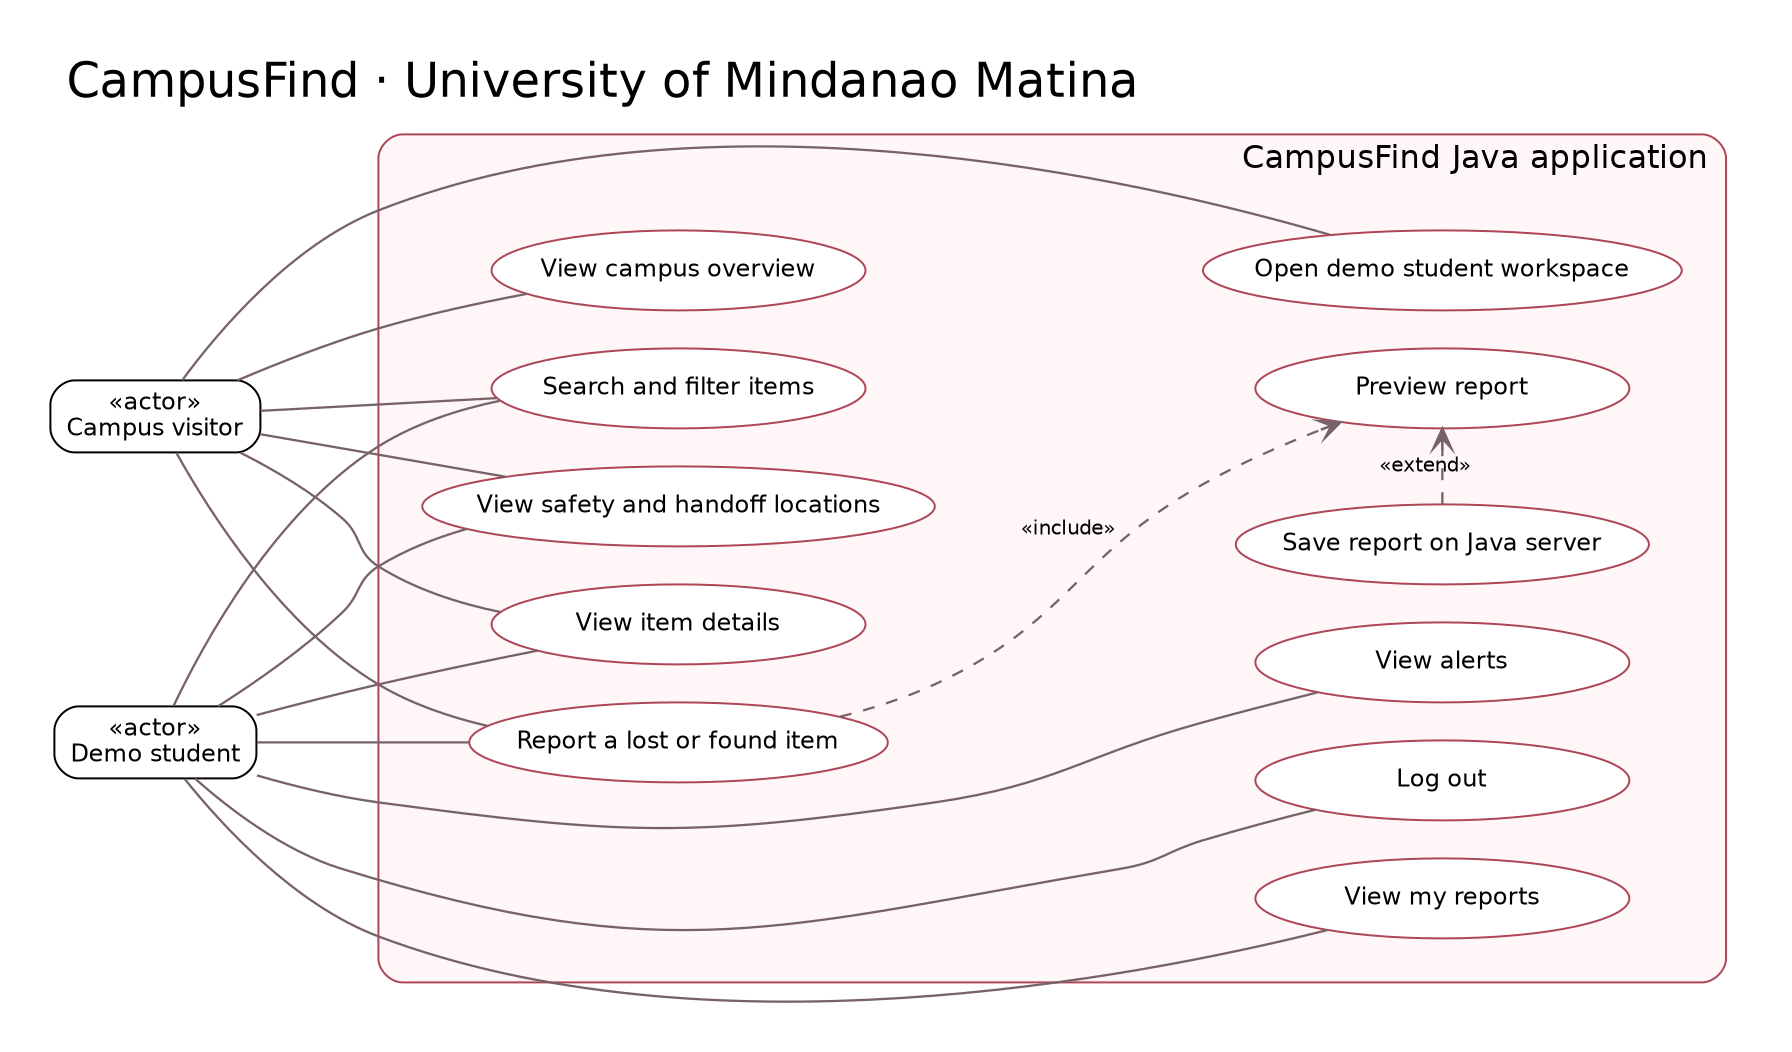 CampusFind · University of Mindanao Matina
CampusFind Java application
View campus overview
Open demo student workspace
Search and filter items
Preview report
«actor»
Campus visitor
«extend»
View safety and handoff locations
«include»
Save report on Java server
View item details
View alerts
«actor»
Demo student
Report a lost or found item
Log out
View my reports